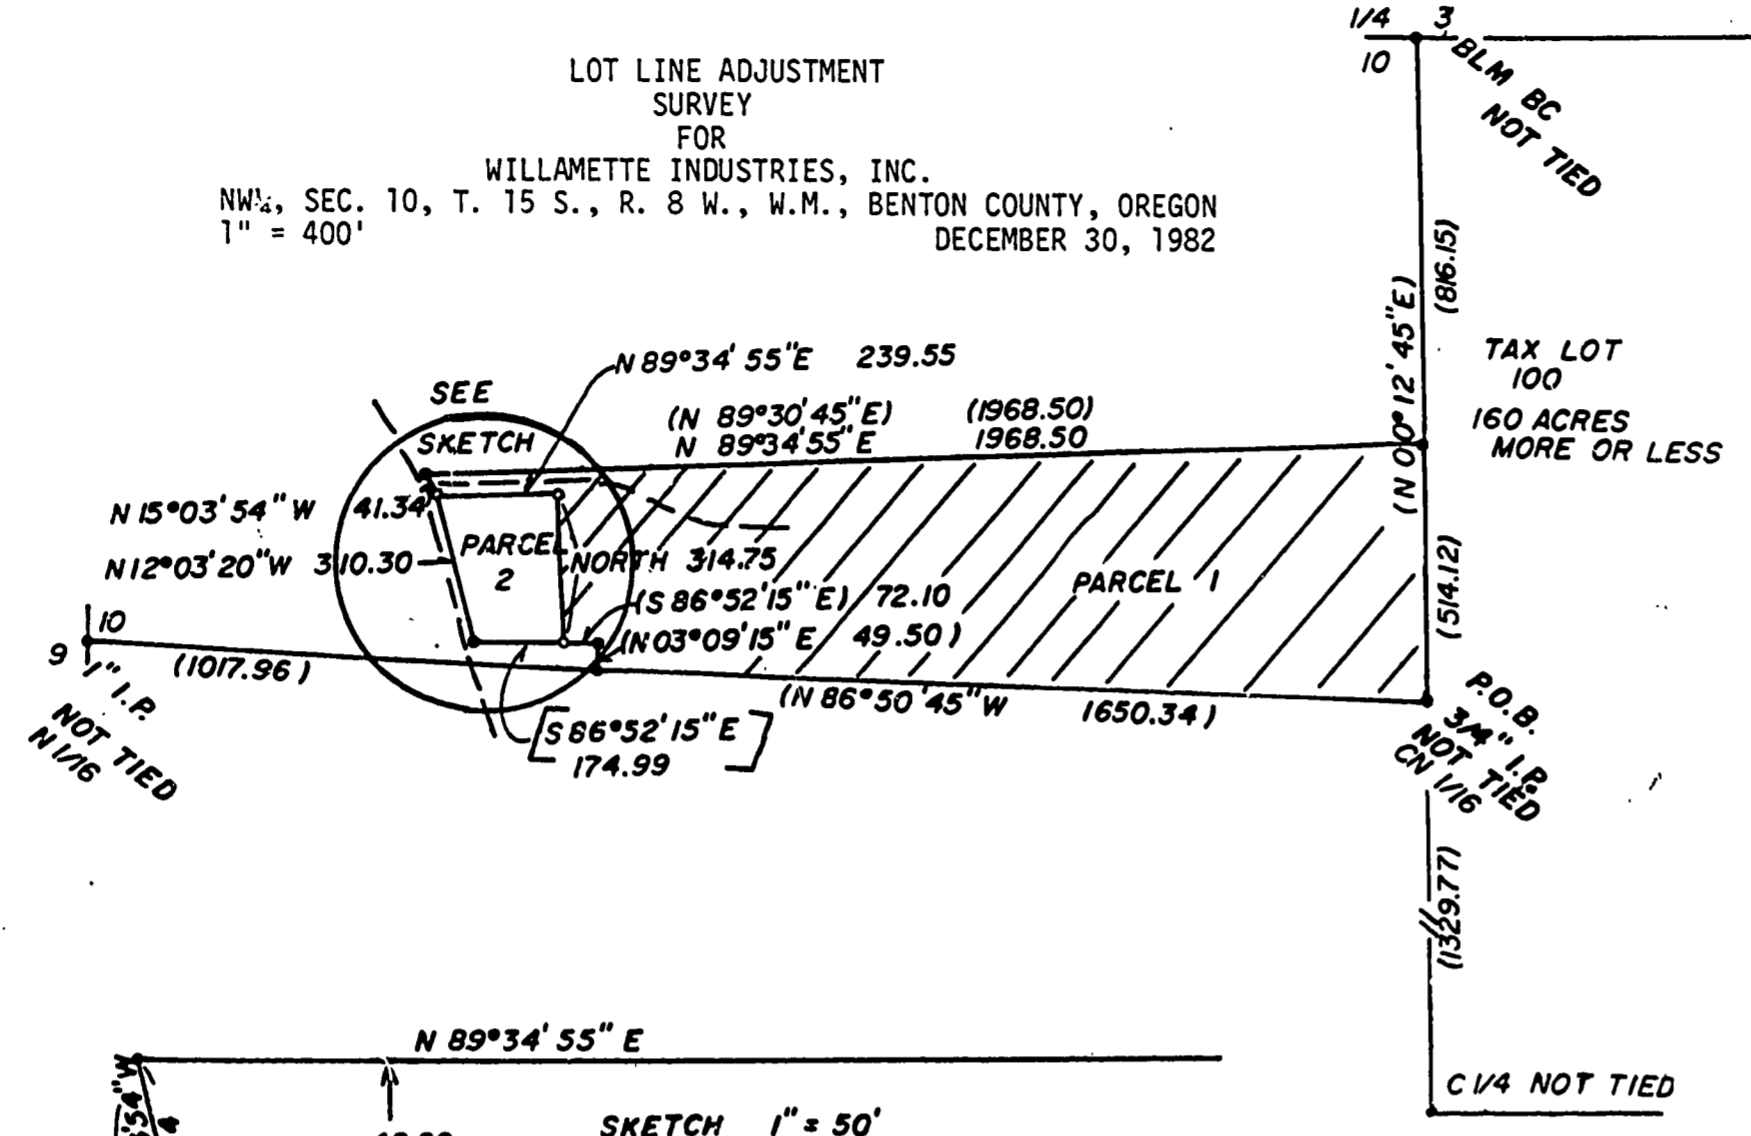 LOT LINE ADJUSTMENT
SURVEY
FOR
WILLAMETTE INDUSTRIES, INC.
NW¼, SEC. 10, T. 15 S., R. 8 W., W.M., BENTON COUNTY, OREGON
1" = 400'
DECEMBER 30, 1982
1/4
3
10
BLM BC
NOT TIED
(816.15)
(N 00°12'45"E)
TAX LOT
100
160 ACRES
MORE OR LESS
N 89°34'55"E 239.55
SEE
SKETCH
(N 89°30'45"E) (1968.50)
N 89°34'55"E 1968.50
N 15°03'54"W 41.34
N 12°03'20"W 310.30
PARCEL
2
NORTH 314.75
(S 86°52'15"E) 72.10
(N 03°09'15"E 49.50)
PARCEL 1
(514.12)
10
9
(1017.96)
1" I.P.
NOT TIED
N 1/16
(N 86°50'45"W 1650.34)
[S 86°52'15"E
174.99]
P.O.B.
3/4" I.P.
NOT TIED
CN 1/16
(1329.77)
C 1/4 NOT TIED
N 89°34'55" E
SKETCH 1" = 50'